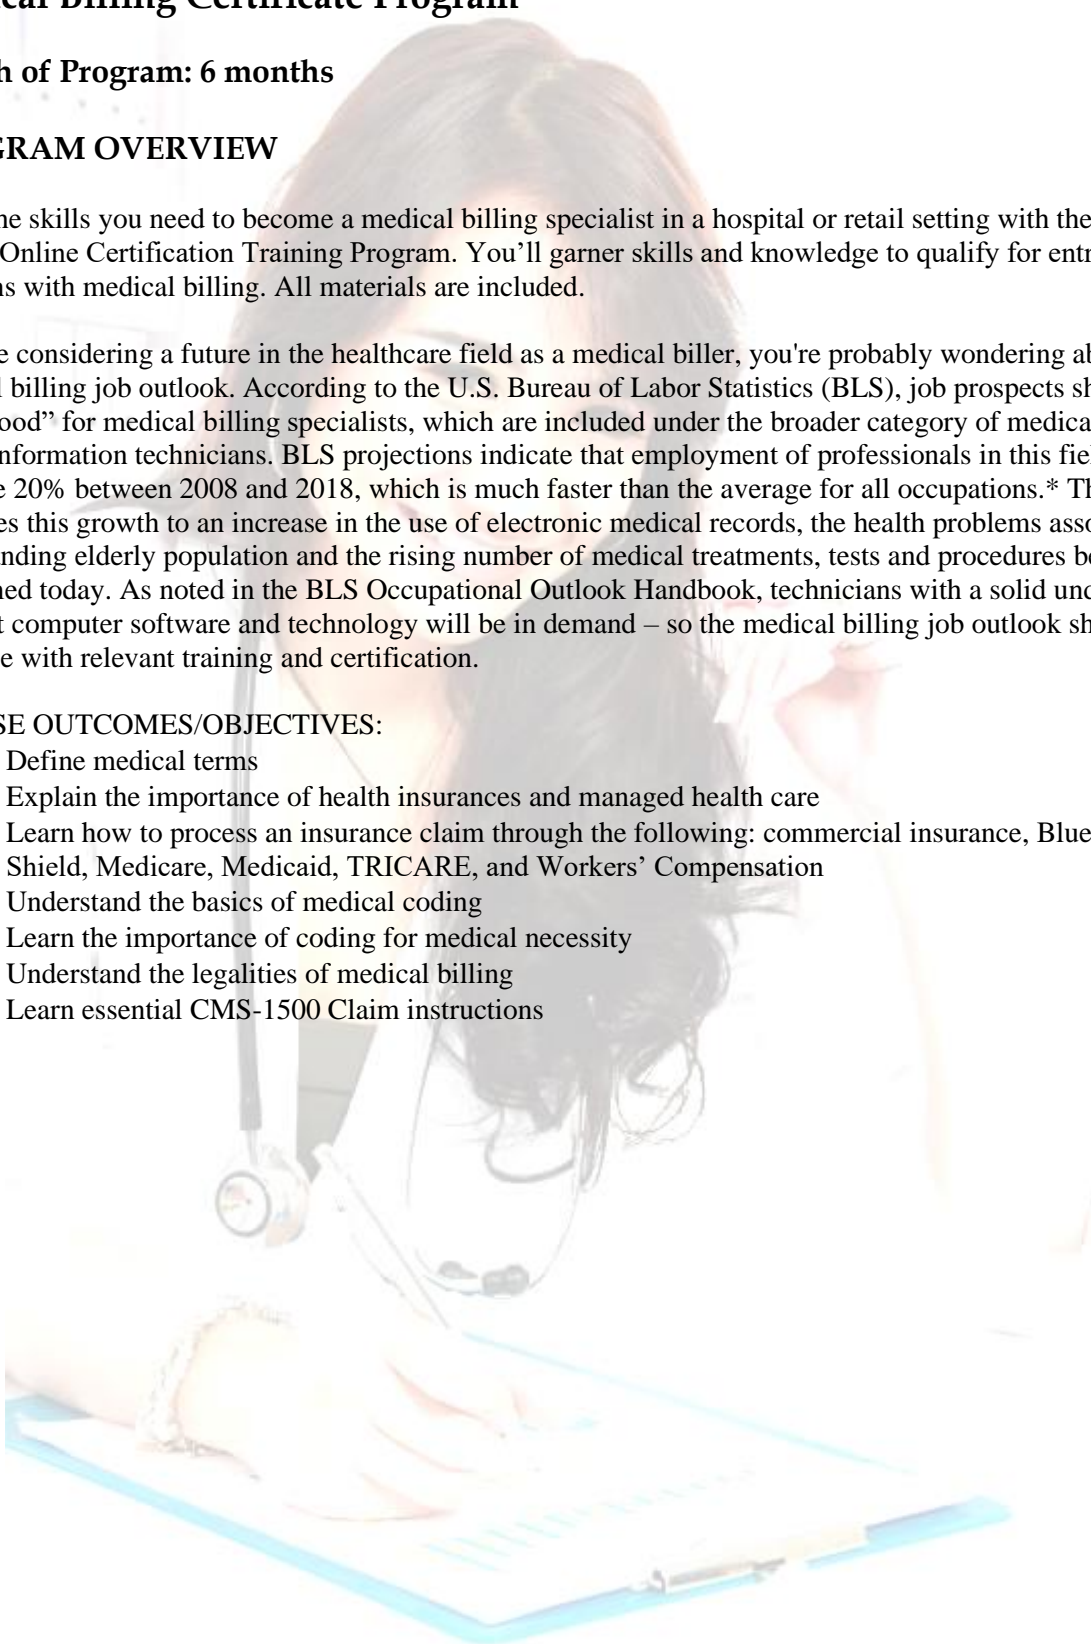 ical Billing Certificate Program
h of Program: 6 months
GRAM OVERVIEW
he skills you need to become a medical billing specialist in a hospital or retail setting with the
Online Certification Training Program. You’ll garner skills and knowledge to qualify for entr
ns with medical billing. All materials are included.
e considering a future in the healthcare field as a medical biller, you're probably wondering ab
l billing job outlook. According to the U.S. Bureau of Labor Statistics (BLS), job prospects sh
ood” for medical billing specialists, which are included under the broader category of medica
nformation technicians. BLS projections indicate that employment of professionals in this fiel
e 20% between 2008 and 2018, which is much faster than the average for all occupations.* Th
es this growth to an increase in the use of electronic medical records, the health problems asso
nding elderly population and the rising number of medical treatments, tests and procedures be
ned today. As noted in the BLS Occupational Outlook Handbook, technicians with a solid und
t computer software and technology will be in demand – so the medical billing job outlook sh
e with relevant training and certification.
SE OUTCOMES/OBJECTIVES:
Define medical terms
Explain the importance of health insurances and managed health care
Learn how to process an insurance claim through the following: commercial insurance, Blue
Shield, Medicare, Medicaid, TRICARE, and Workers’ Compensation
Understand the basics of medical coding
Learn the importance of coding for medical necessity
Understand the legalities of medical billing
Learn essential CMS-1500 Claim instructions